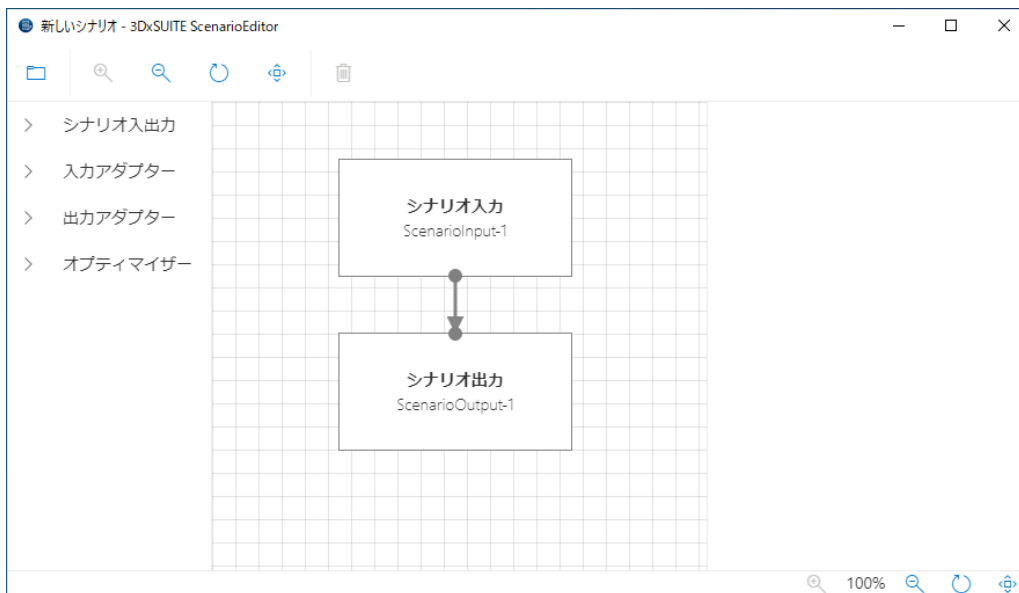 新しいシナリオ - 3DxSUITE ScenarioEditor
シナリオ入出力
入力アダプター
出力アダプター
オプティマイザー
シナリオ入力
ScenarioInput-1
シナリオ出力
ScenarioOutput-1
100%